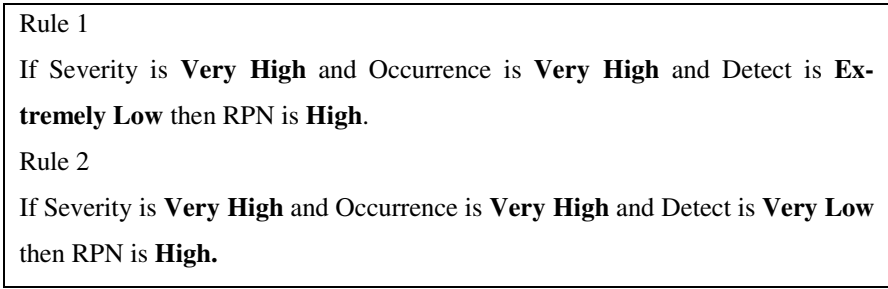 Rule 1
If Severity is Very High and Occurrence is Very High and Detect is Ex-
tremely Low then RPN is High.
Rule 2
If Severity is Very High and Occurrence is Very High and Detect is Very Low
then RPN is High.